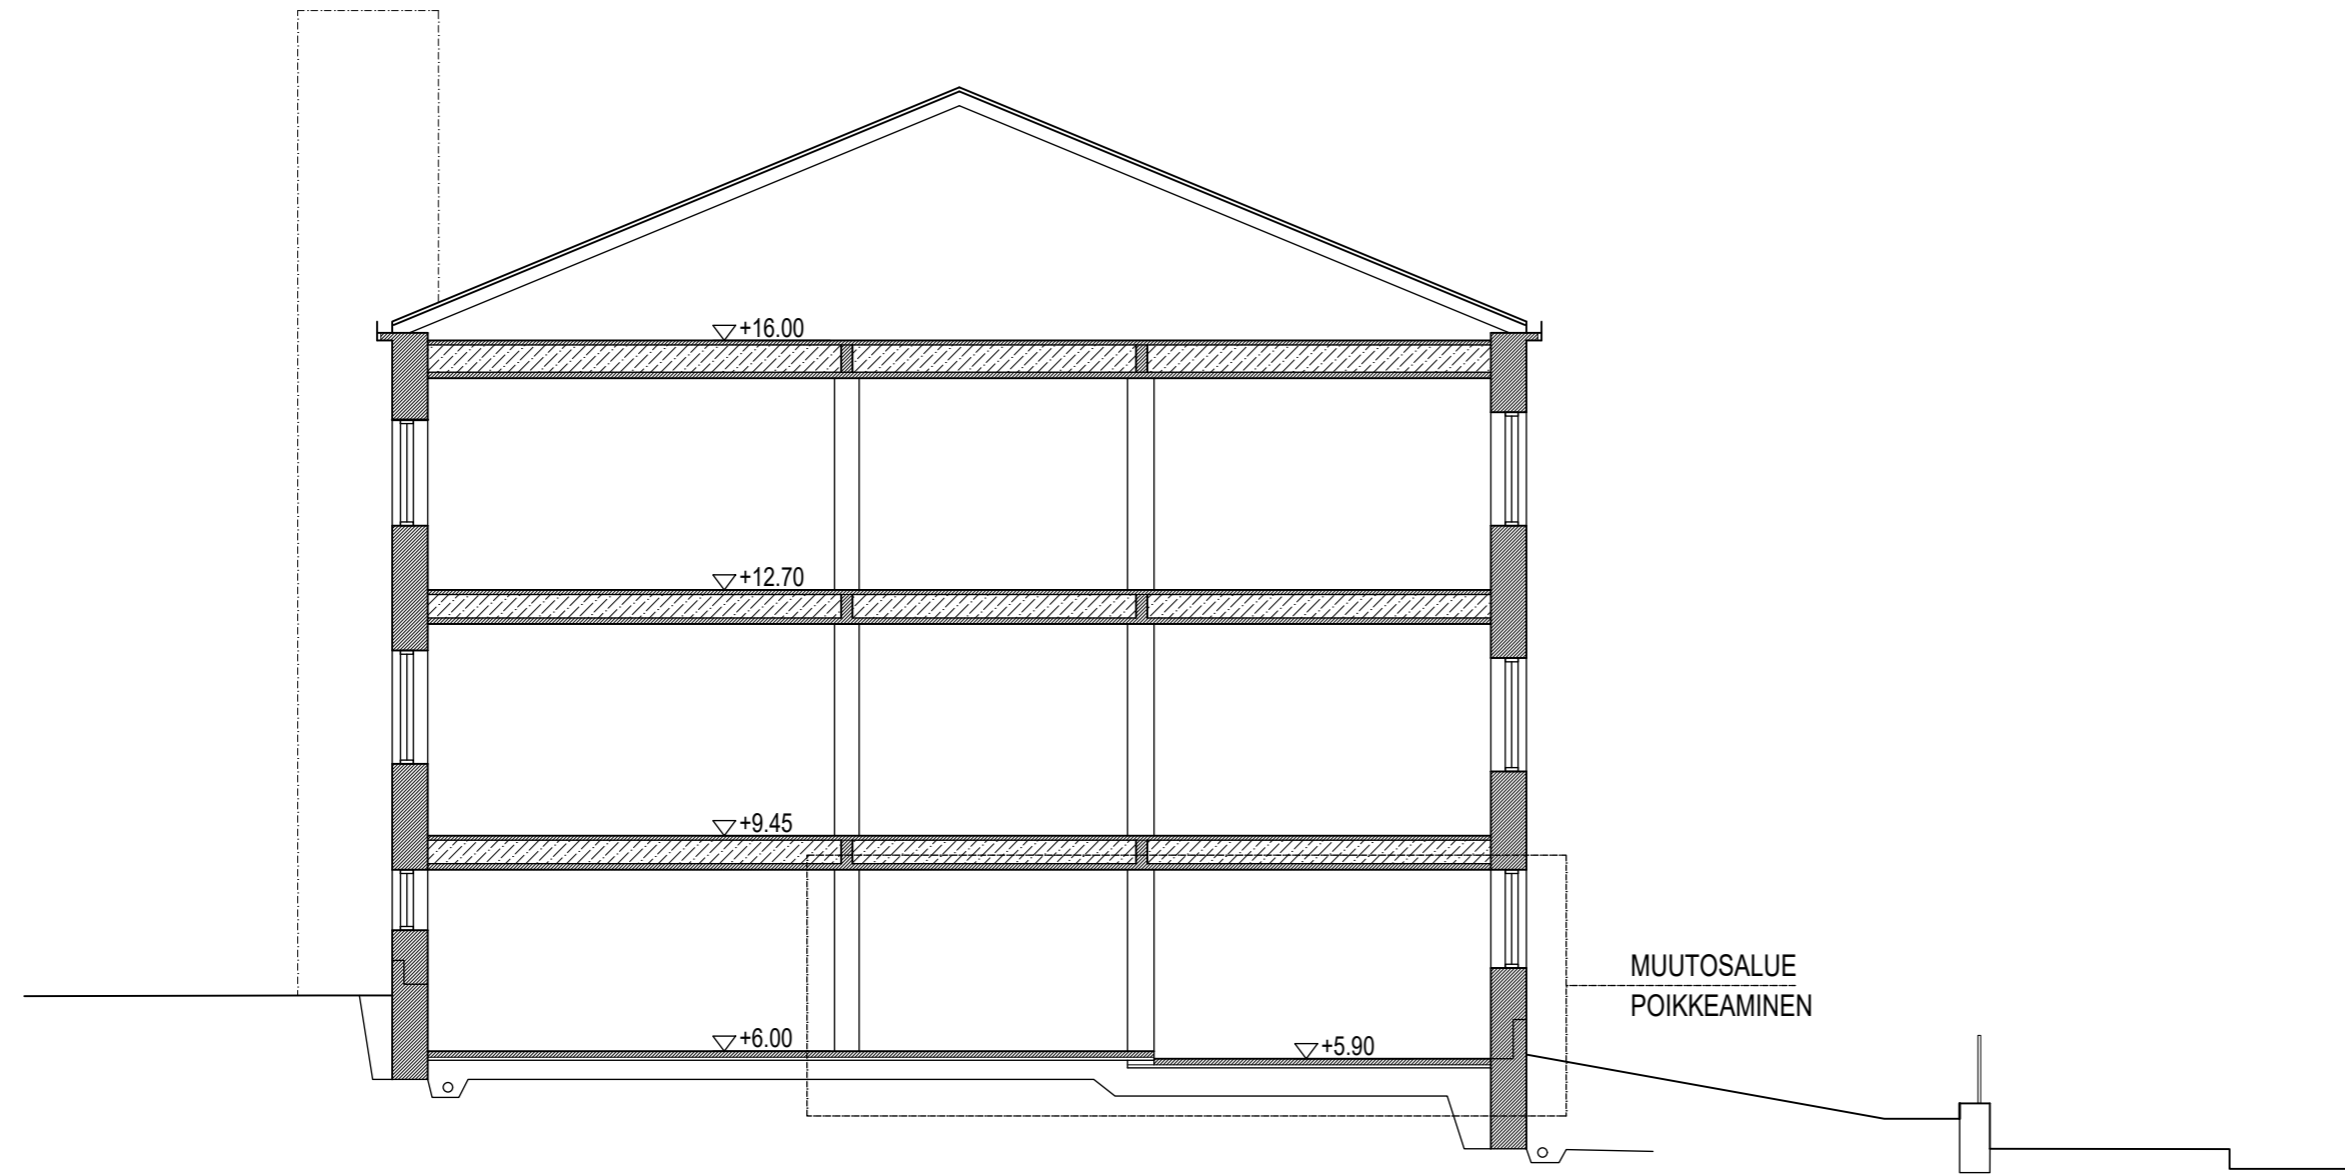 +16.00
+12.70
+9.45
MUUTOSALUE
POIKKEAMINEN
+6.00
+5.90